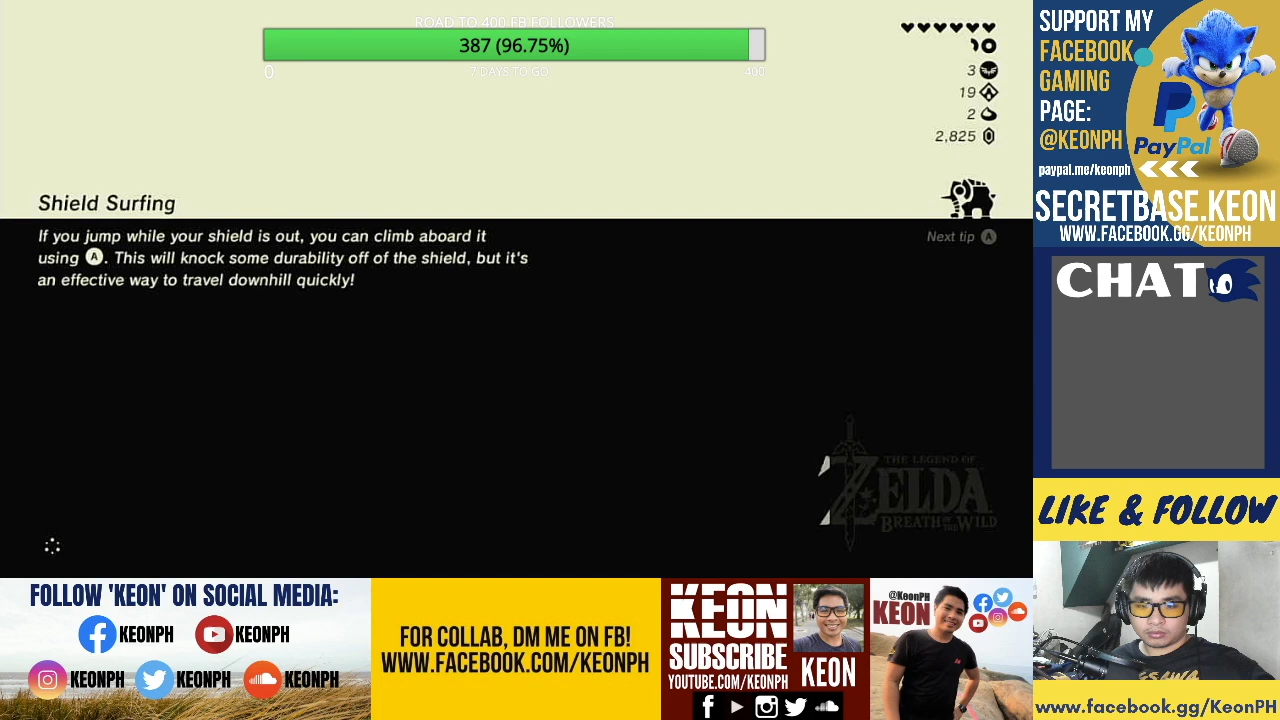 ROAD TO 400 FB FOLLOWERS
387 (96.75%)
0
7 DAYS TO GO
400
3
19
2
2,825
Shield Surfing
If you jump while your shield is out, you can climb aboard it
using A. This will knock some durability off of the shield, but it's
an effective way to travel downhill quickly!
Next tip A
THE LEGEND OF
ZELDA
BREATH OF THE WILD
SUPPORT MY
FACEBOOK
GAMING
PAGE:
@KEONPH
PayPal
paypal.me/keonph
SECRETBASE.KEON
WWW.FACEBOOK.GG/KEONPH
CHAT
LIKE & FOLLOW
www.facebook.gg/KeonPH
FOLLOW 'KEON' ON SOCIAL MEDIA:
KEONPH
KEONPH
KEONPH
KEONPH
KEONPH
FOR COLLAB, DM ME ON FB!
WWW.FACEBOOK.COM/KEONPH
KEON
SUBSCRIBE
YOUTUBE.COM/KEONPH
KEON
@KeonPH
KEON